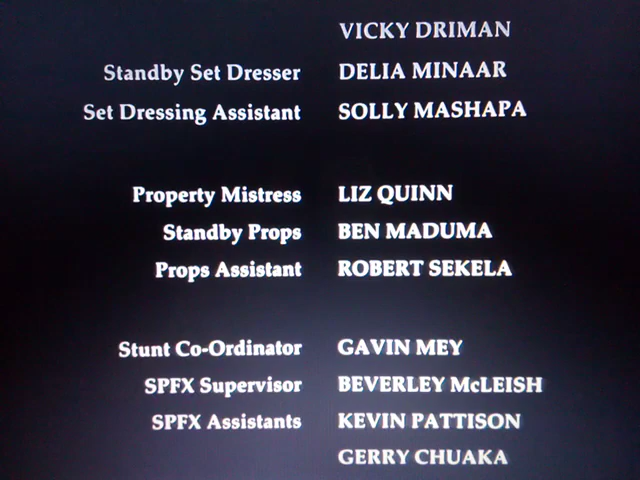 VICKY DRIMAN
Standby Set Dresser DELIA MINAAR
Set Dressing Assistant SOLLY MASHAPA
Property Mistress LIZ QUINN
Standby Props BEN MADUMA
Props Assistant ROBERT SEKELA
Stunt Co-Ordinator GAVIN MEY
SPFX Supervisor BEVERLEY McLEISH
SPFX Assistants KEVIN PATTISON
GERRY CHUAKA